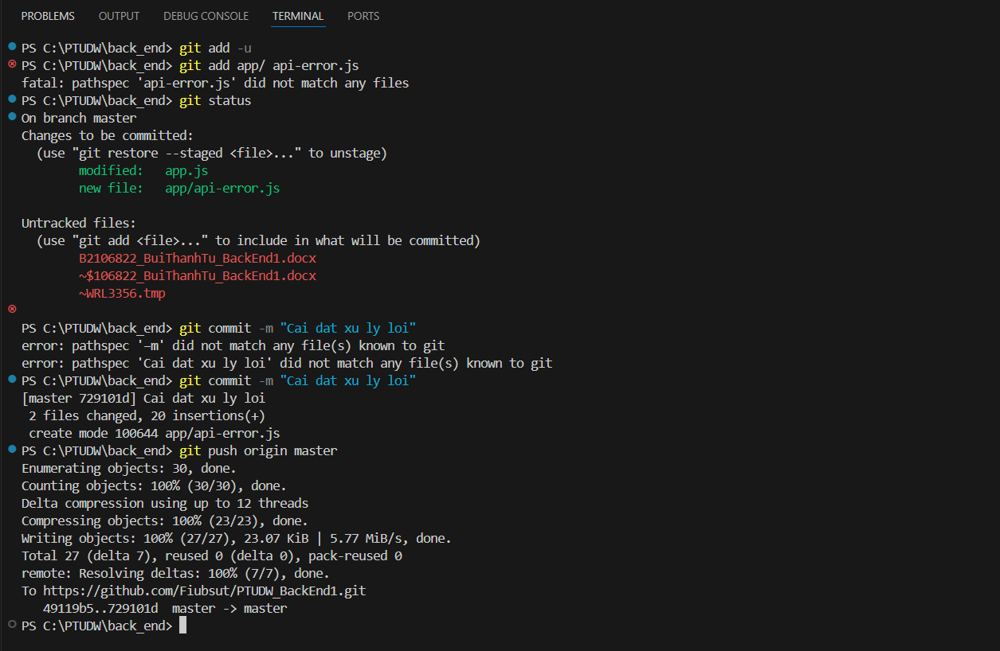 PROBLEMS OUTPUT DEBUG CONSOLE TERMINAL PORTS
PS C:\PTUDW\back_end> git add -u
PS C:\PTUDW\back_end> git add app/ api-error.js
fatal: pathspec 'api-error.js' did not match any files
PS C:\PTUDW\back_end> git status
On branch master
Changes to be committed:
  (use "git restore --staged <file>..." to unstage)
        modified:   app.js
        new file:   app/api-error.js
Untracked files:
  (use "git add <file>..." to include in what will be committed)
        B2106822_BuiThanhTu_BackEnd1.docx
        ~$106822_BuiThanhTu_BackEnd1.docx
        ~WRL3356.tmp
PS C:\PTUDW\back_end> git commit –m "Cai dat xu ly loi"
error: pathspec '–m' did not match any file(s) known to git
error: pathspec 'Cai dat xu ly loi' did not match any file(s) known to git
PS C:\PTUDW\back_end> git commit -m "Cai dat xu ly loi"
[master 729101d] Cai dat xu ly loi
 2 files changed, 20 insertions(+)
 create mode 100644 app/api-error.js
PS C:\PTUDW\back_end> git push origin master
Enumerating objects: 30, done.
Counting objects: 100% (30/30), done.
Delta compression using up to 12 threads
Compressing objects: 100% (23/23), done.
Writing objects: 100% (27/27), 23.07 KiB | 5.77 MiB/s, done.
Total 27 (delta 7), reused 0 (delta 0), pack-reused 0
remote: Resolving deltas: 100% (7/7), done.
To https://github.com/Fiubsut/PTUDW_BackEnd1.git
   49119b5..729101d  master -> master
PS C:\PTUDW\back_end>